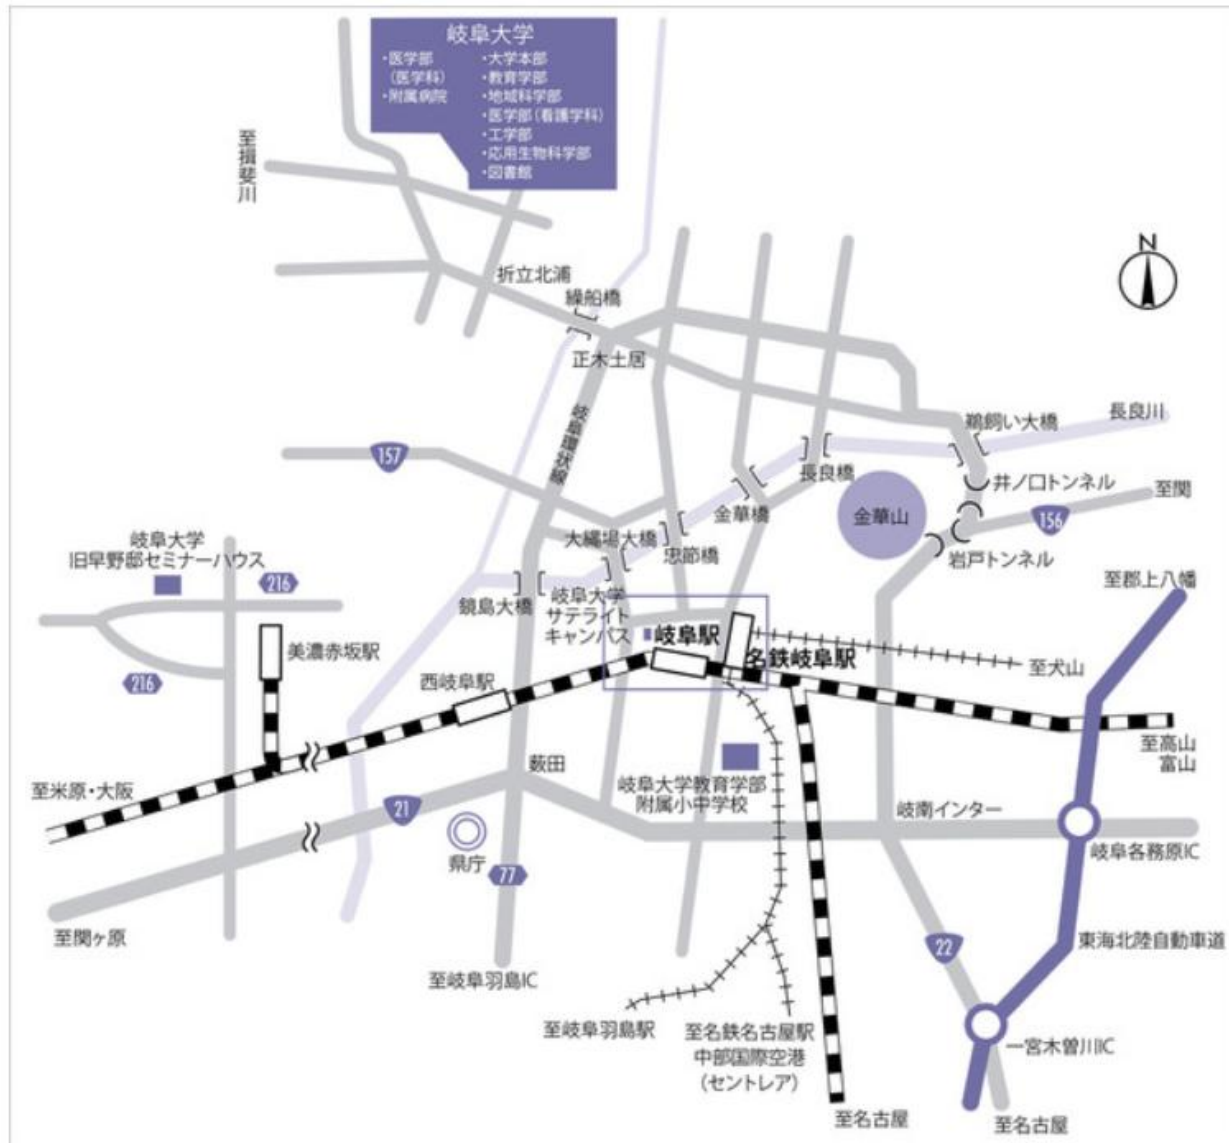 岐阜大学
・医学部
（医学科）
・附属病院
・大学本部
・教育学部
・地域科学部
・医学部（看護学科）
・工学部
・応用生物科学部
・図書館
至揖斐川
N
折立北浦
繰船橋
正木土居
岐阜環状線
鵜飼い大橋
長良川
157
長良橋
井ノ口トンネル
至関
金華橋
金華山
156
岐阜大学
旧早野邸セミナーハウス
大縄場大橋
忠節橋
岩戸トンネル
216
至郡上八幡
鏡島大橋
岐阜大学
サテライト
キャンパス
岐阜駅
美濃赤坂駅
名鉄岐阜駅
至犬山
216
西岐阜駅
至高山
富山
藪田
至米原・大阪
岐阜大学教育学部
附属小中学校
21
岐南インター
県庁
岐阜各務原IC
77
至関ヶ原
22
東海北陸自動車道
至岐阜羽島IC
至岐阜羽島駅
至名鉄名古屋駅
中部国際空港
（セントレア）
一宮木曽川IC
至名古屋
至名古屋